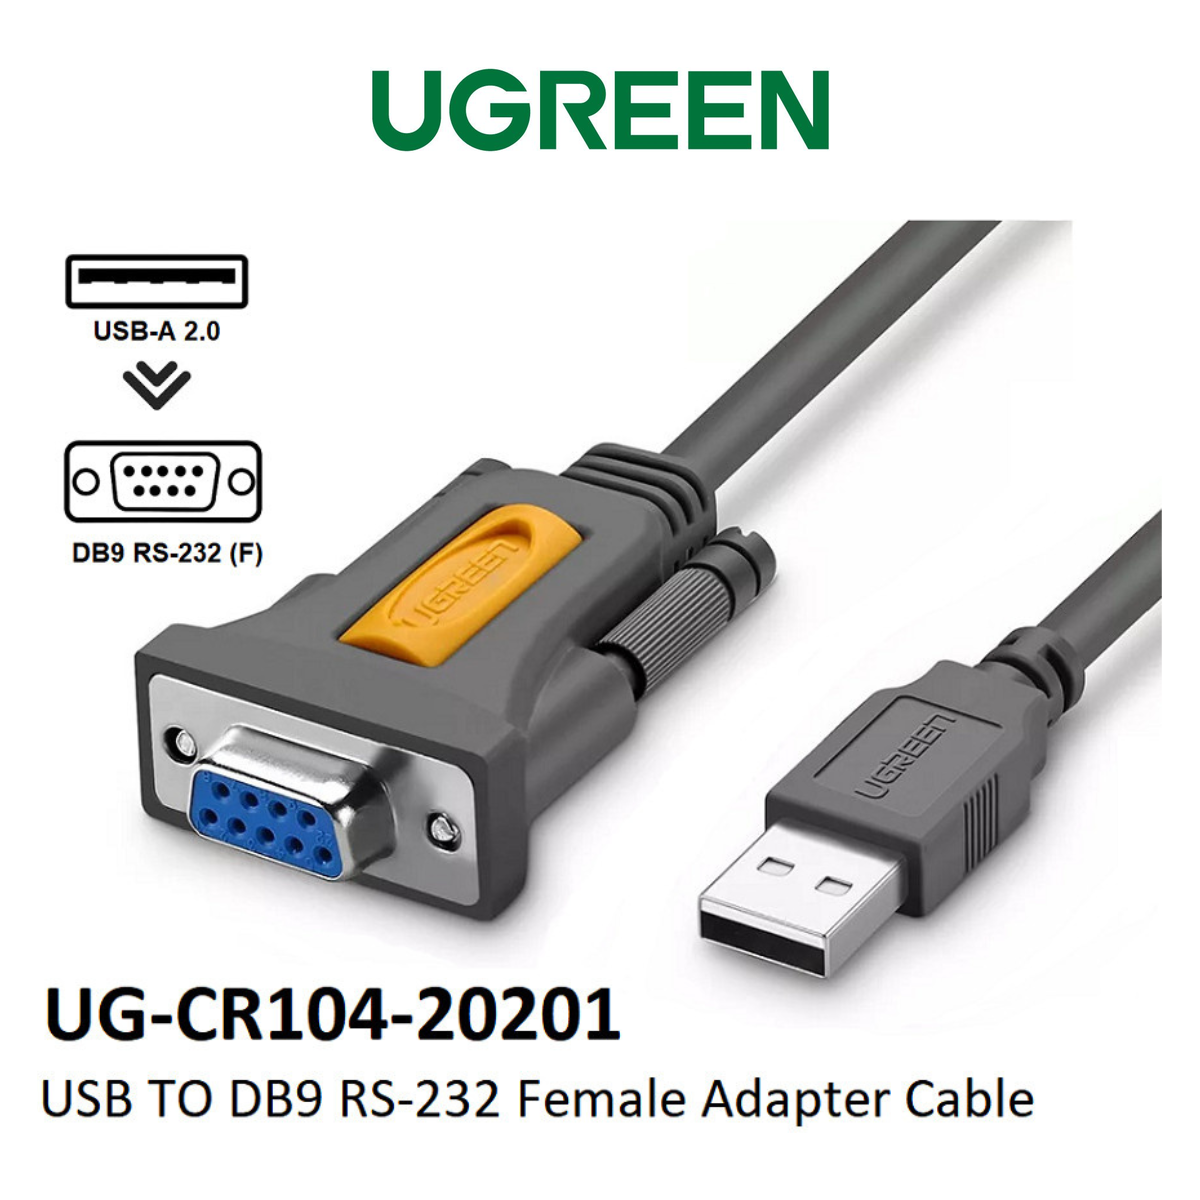 UGREEN
USB-A 2.0
DB9 RS-232 (F)
UGREEN
UGREEN
UG-CR104-20201
USB TO DB9 RS-232 Female Adapter Cable